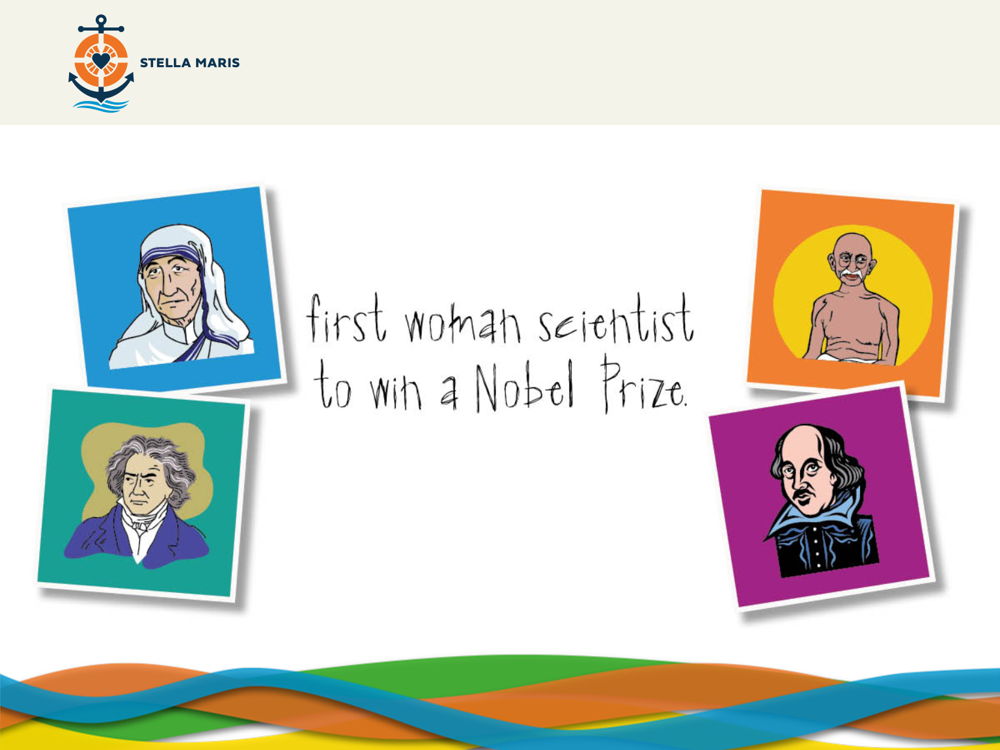 STELLA MARIS
first woman scientist
to win a Nobel Prize.